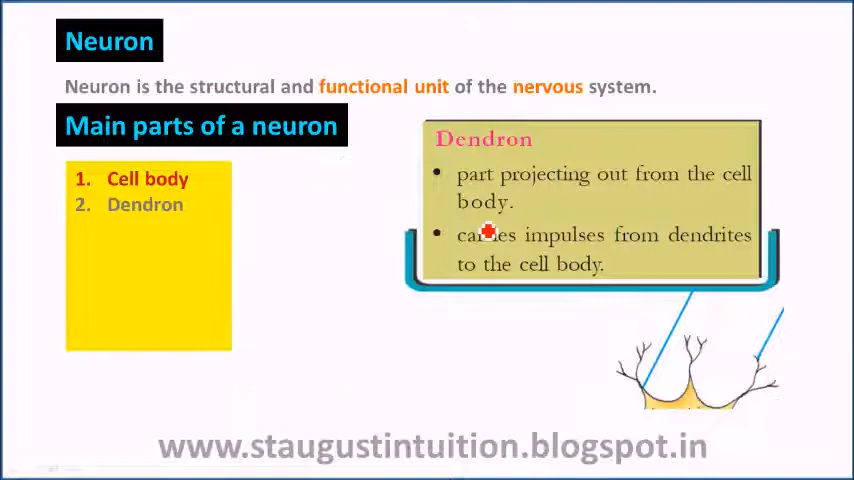 Neuron
Neuron is the structural and functional unit of the nervous system.
Main parts of a neuron
1. Cell body
2. Dendron
Dendron
• part projecting out from the cell
body.
• carries impulses from dendrites
to the cell body.
www.staugustintuition.blogspot.in